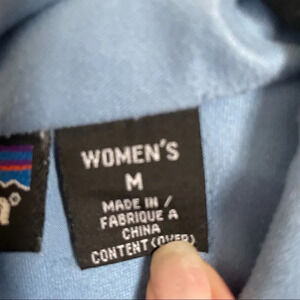 WOMEN'S
M
MADE IN /
FABRIQUE A
CHINA
CONTENT (OVER)